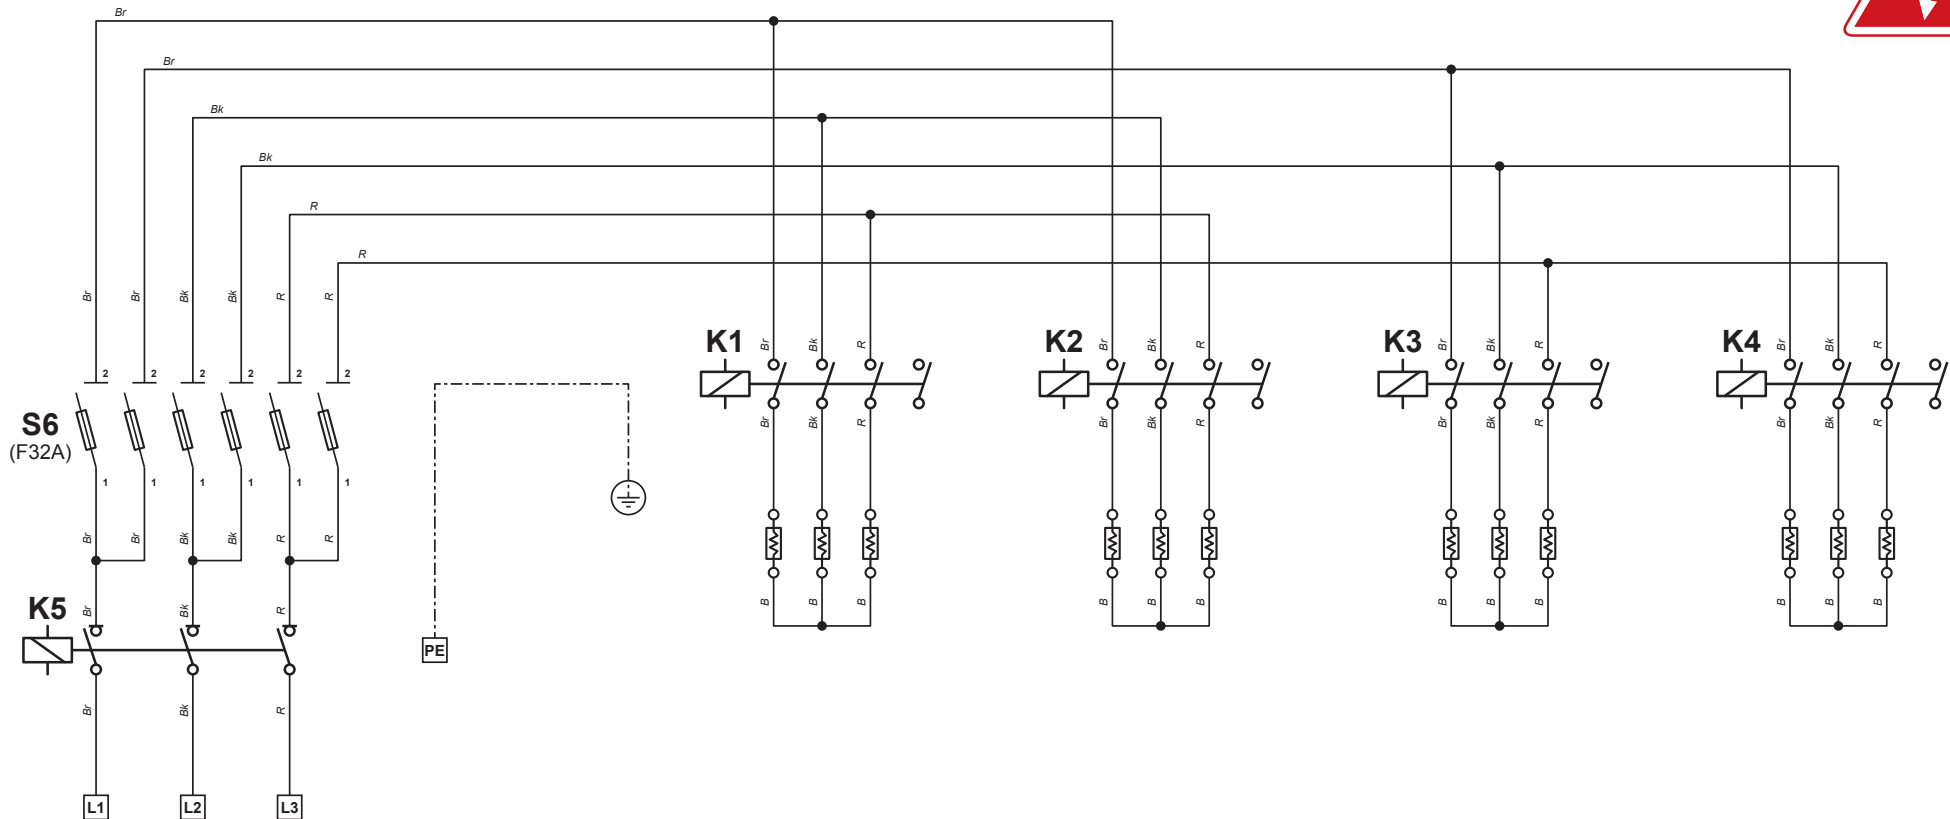 Br
Br
Bk
Bk
R
R
Br Br Bk Bk R R
K1 Br Bk R K2 Br Bk R K3 Br Bk R K4 Br Bk R
2 2 2 2 2 2
S6
(F32A)
Br Bk R Br Bk R Br Bk R Br Bk R
1 1 1 1 1 1
Br Br Bk Bk R R
K5 Br Bk R
B B B B B B B B
PE
Br Bk R
L1 L2 L3